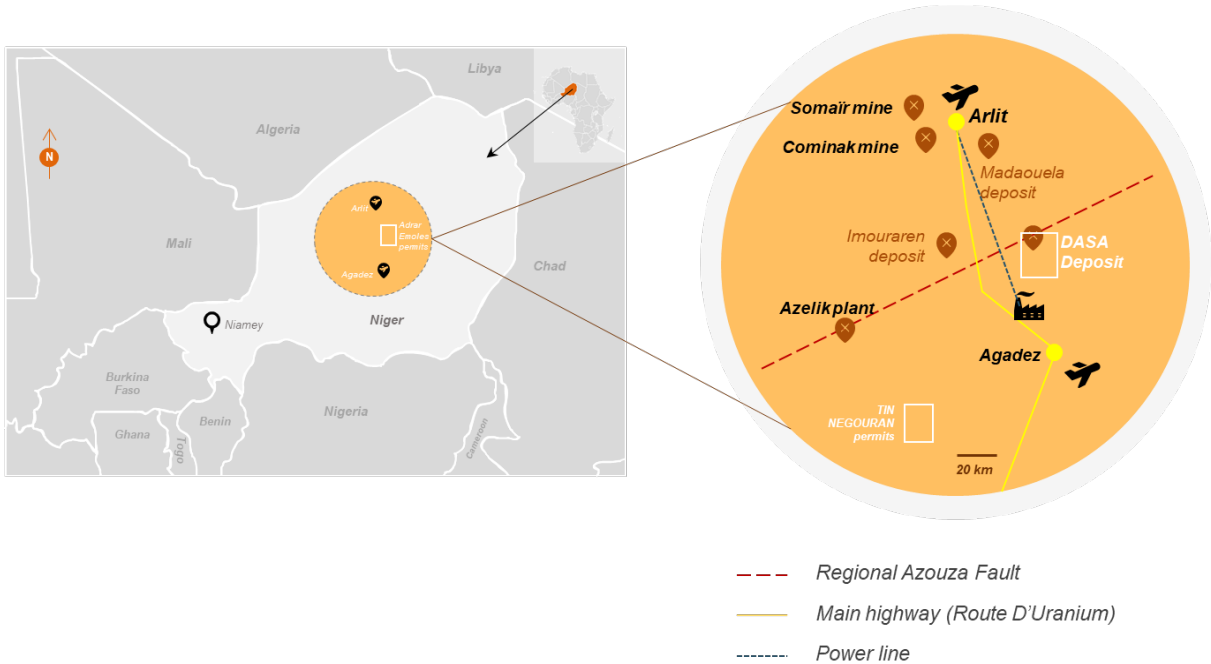 Libya
Algeria
N
Mali
Arlit
Adrar
Emoles
permits
Agadez
Chad
Niamey
Niger
Burkina
Faso
Nigeria
Benin
Ghana
Togo
Cameroon
Somaïr mine
Arlit
Cominak mine
Madaouela
deposit
Imouraren
deposit
DASA
Deposit
Azelik plant
Agadez
TIN
NEGOURAN
permits
20 km
Regional Azouza Fault
Main highway (Route D'Uranium)
Power line